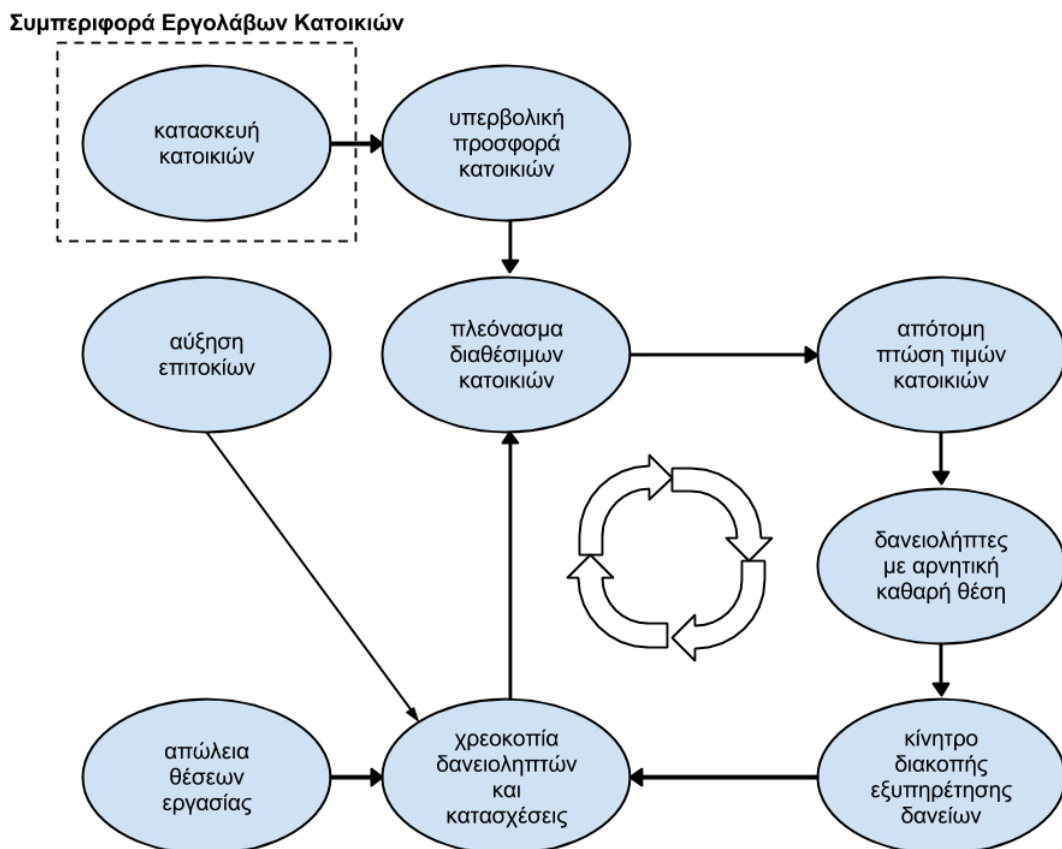 Συμπεριφορά Εργολάβων Κατοικιών
κατασκευή
κατοικιών
υπερβολική
προσφορά
κατοικιών
αύξηση
επιτοκίων
πλεόνασμα
διαθέσιμων
κατοικιών
απότομη
πτώση τιμών
κατοικιών
δανειολήπτες
με αρνητική
καθαρή θέση
απώλεια
θέσεων
εργασίας
χρεοκοπία
δανειοληπτών
και
κατασχέσεις
κίνητρο
διακοπής
εξυπηρέτησης
δανείων